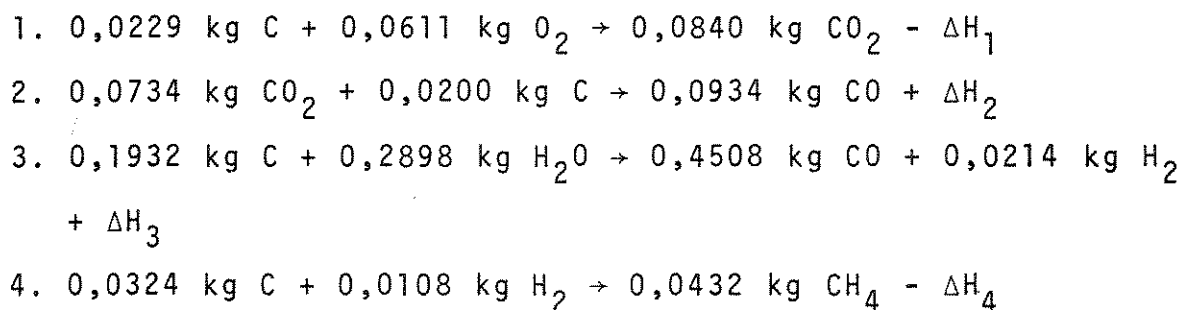 1. 0,0229 kg C + 0,0611 kg O₂ → 0,0840 kg CO₂ - ΔH₁
2. 0,0734 kg CO₂ + 0,0200 kg C → 0,0934 kg CO + ΔH₂
3. 0,1932 kg C + 0,2898 kg H₂O → 0,4508 kg CO + 0,0214 kg H₂
+ ΔH₃
4. 0,0324 kg C + 0,0108 kg H₂ → 0,0432 kg CH₄ - ΔH₄